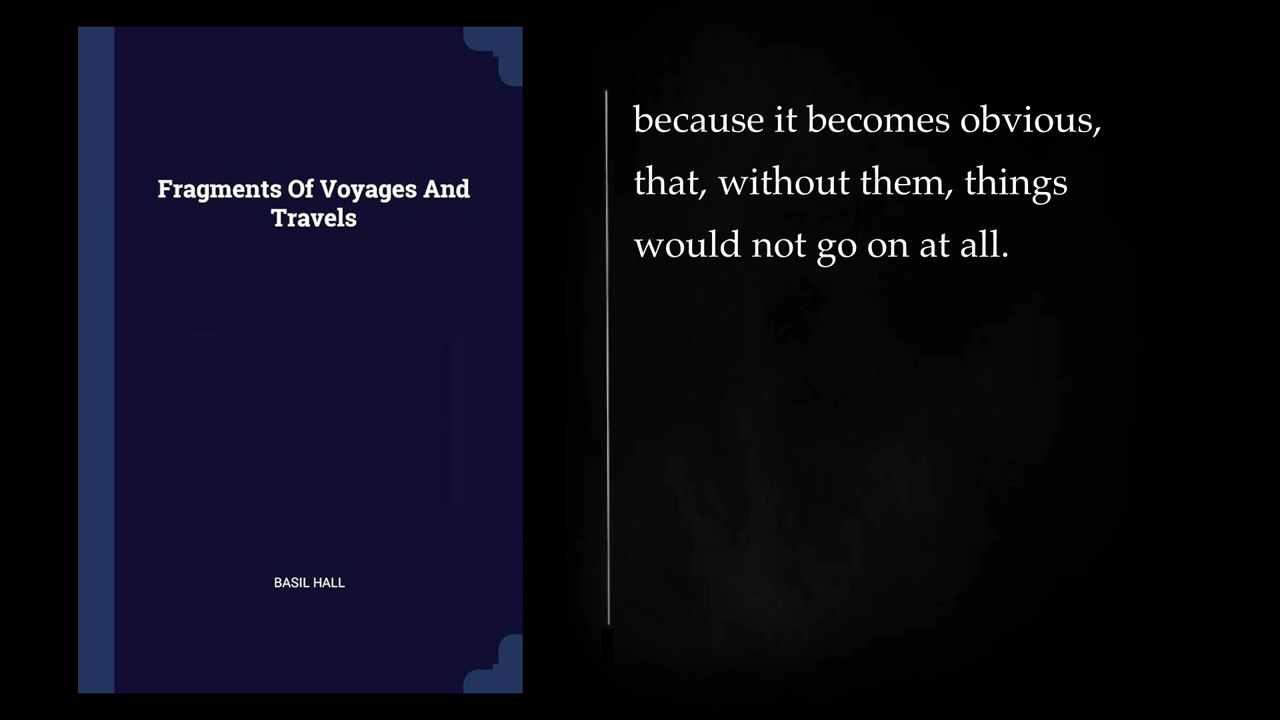 Fragments Of Voyages And
Travels
BASIL HALL
because it becomes obvious,
that, without them, things
would not go on at all.